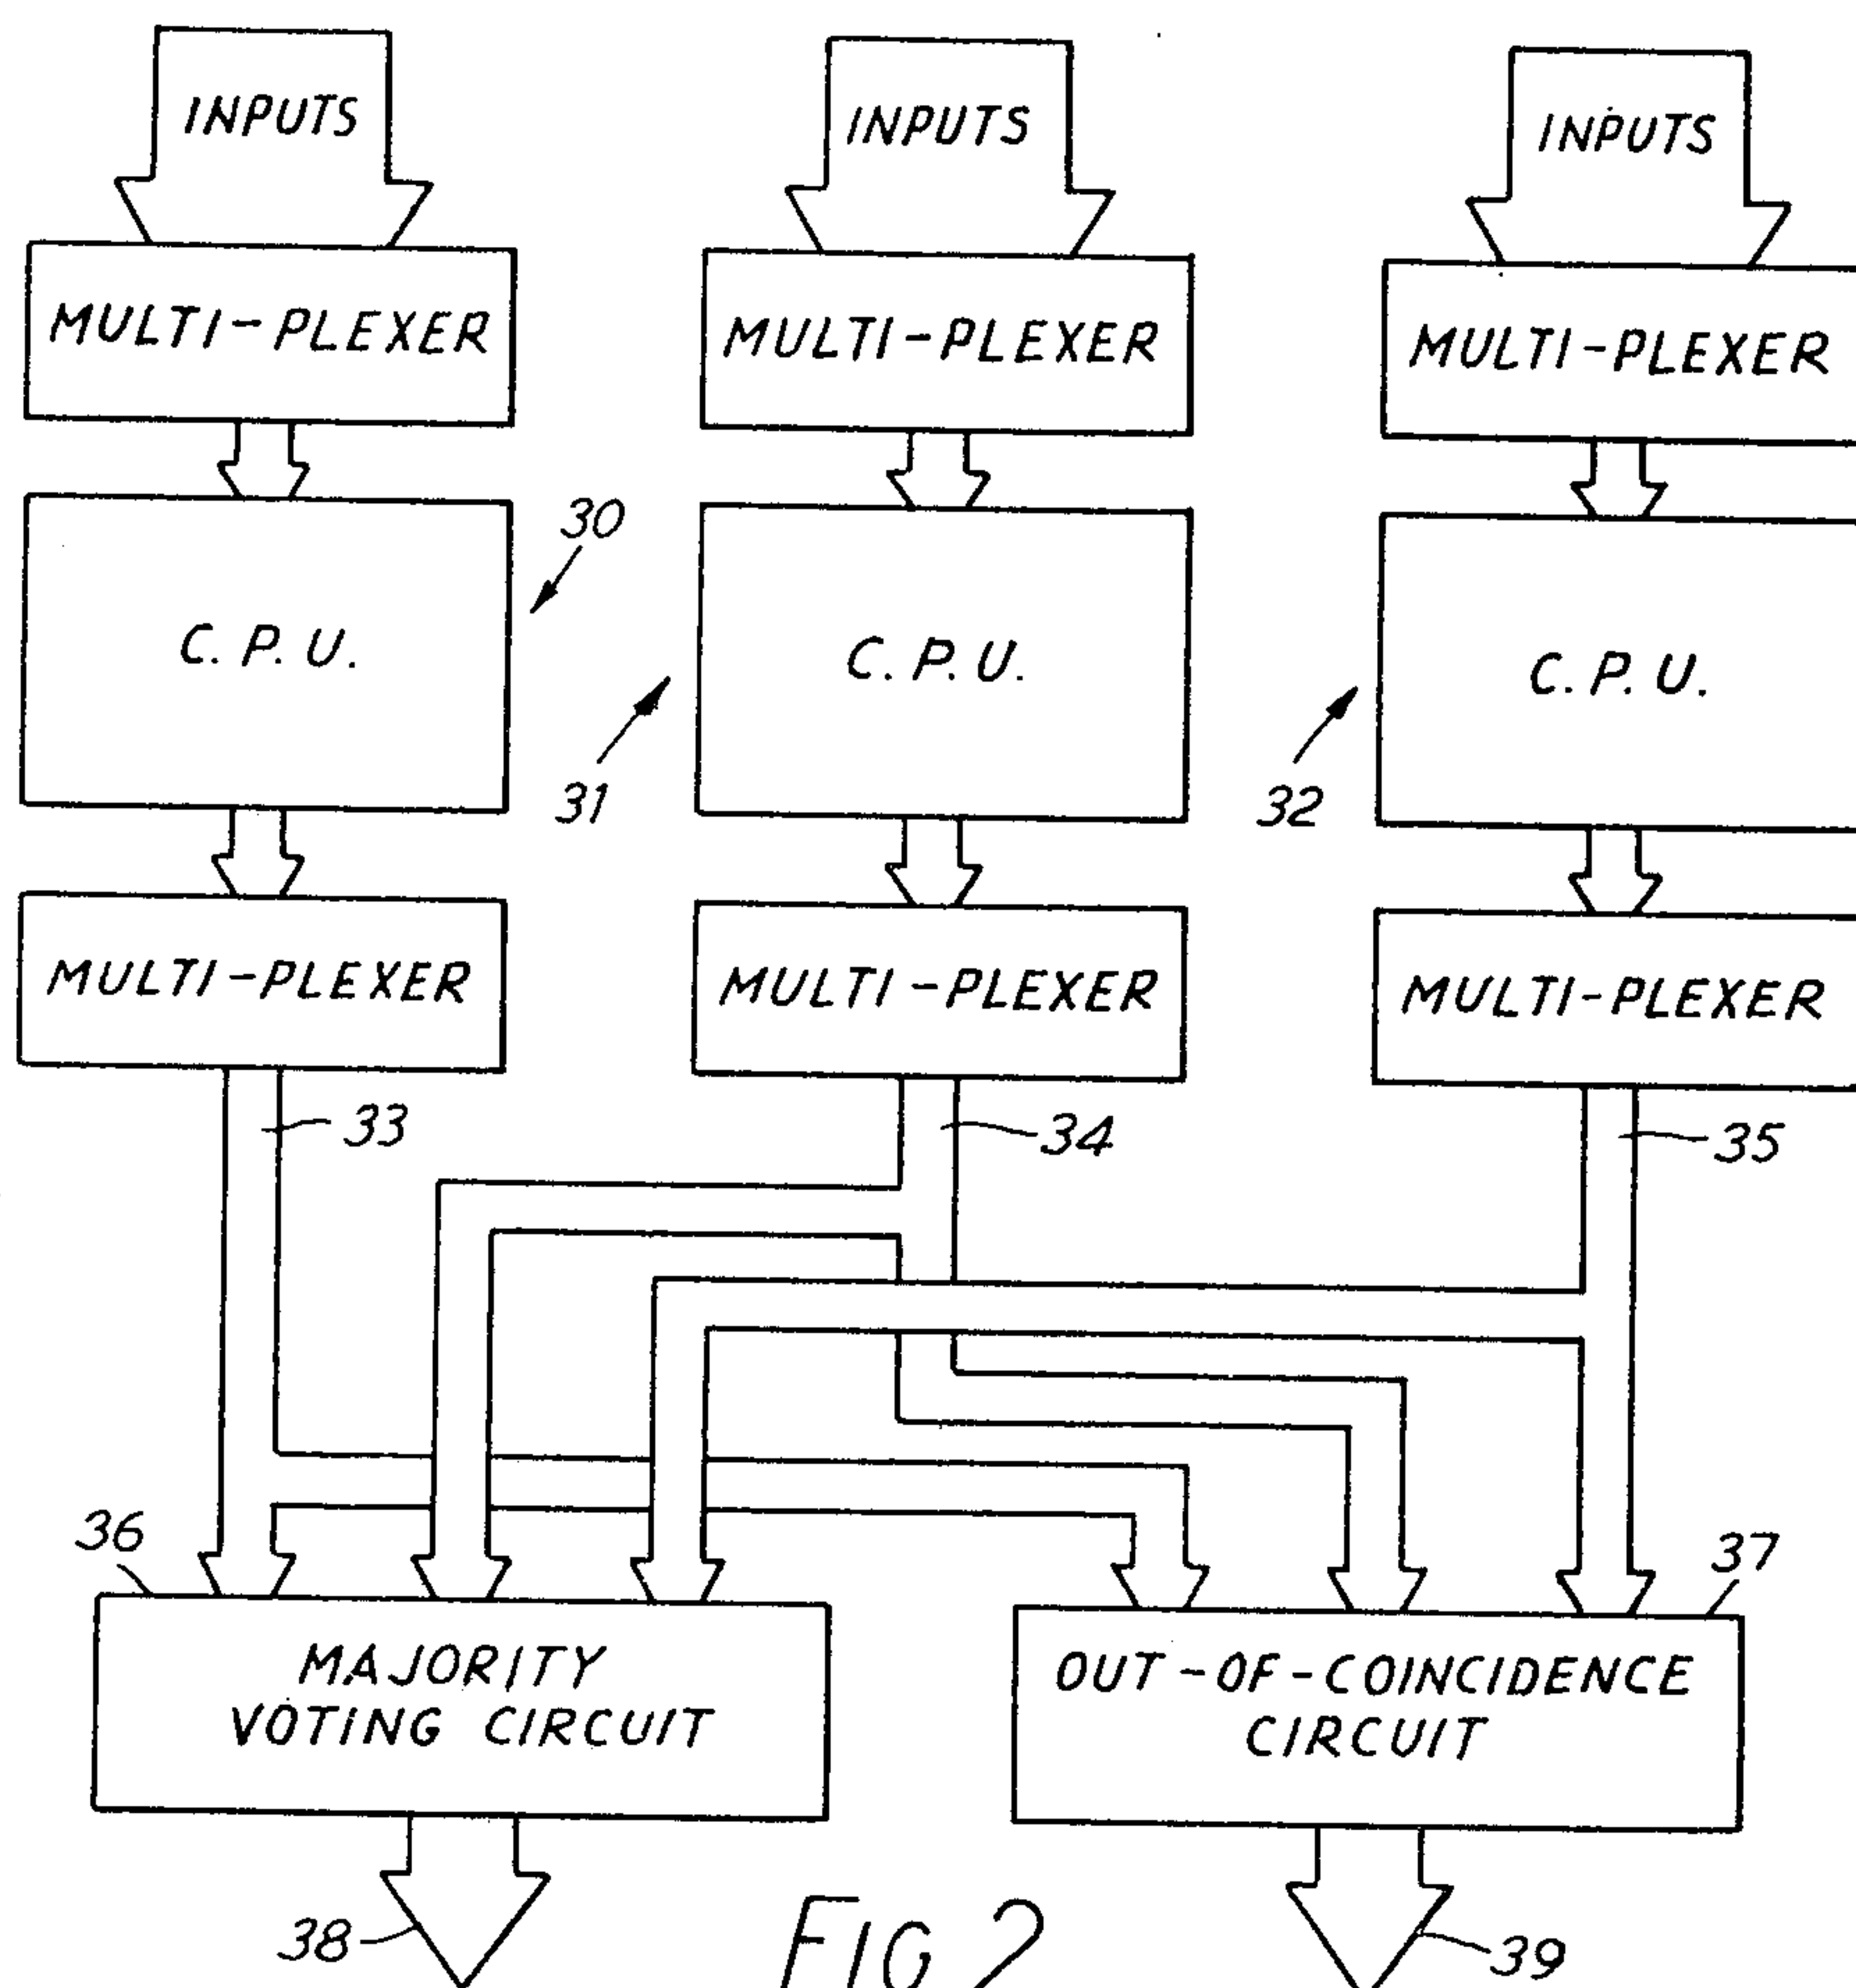 INPUTS
INPUTS
INPUTS
MULTI-PLEXER
MULTI-PLEXER
MULTI-PLEXER
30
C.P.U.
C.P.U.
C.P.U.
31
32
MULTI-PLEXER
MULTI-PLEXER
MULTI-PLEXER
33
34
35
36
37
MAJORITY
VOTING CIRCUIT
OUT-OF-COINCIDENCE
CIRCUIT
38
FIG 2
39